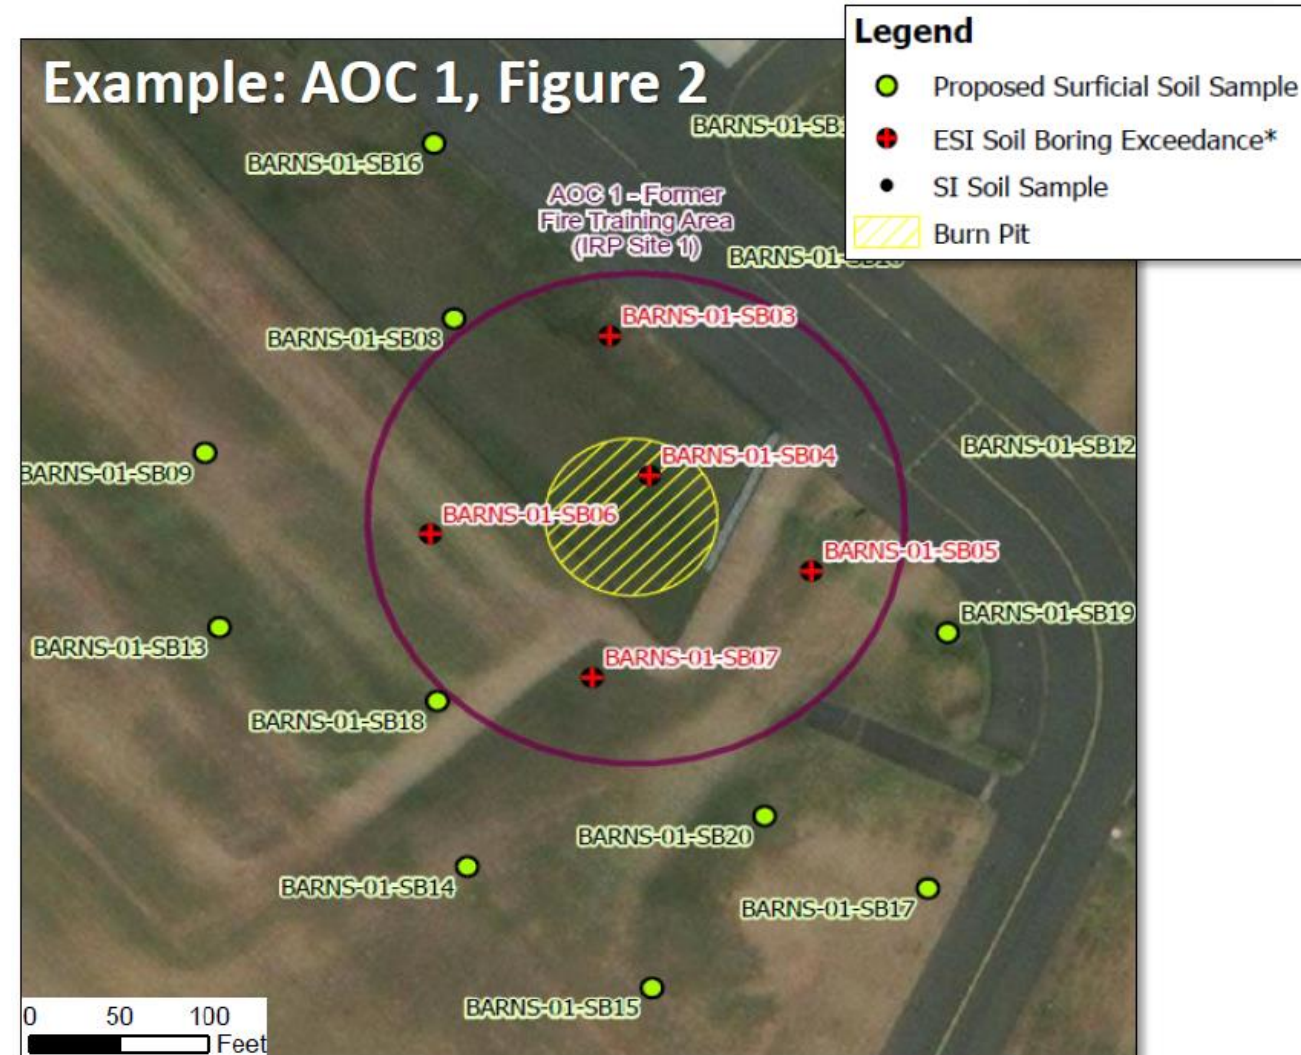 Example: AOC 1, Figure 2
Legend
Proposed Surficial Soil Sample
ESI Soil Boring Exceedance*
SI Soil Sample
Burn Pit
BARNS-01-SB16
AOC 1 - Former
Fire Training Area
(IRP Site 1)
BARNS-01-SB03
BARNS-01-SB08
BARNS-01-SB12
BARNS-01-SB04
BARNS-01-SB09
BARNS-01-SB06
BARNS-01-SB05
BARNS-01-SB19
BARNS-01-SB13
BARNS-01-SB07
BARNS-01-SB18
BARNS-01-SB20
BARNS-01-SB14
BARNS-01-SB17
BARNS-01-SB15
0 50 100
Feet